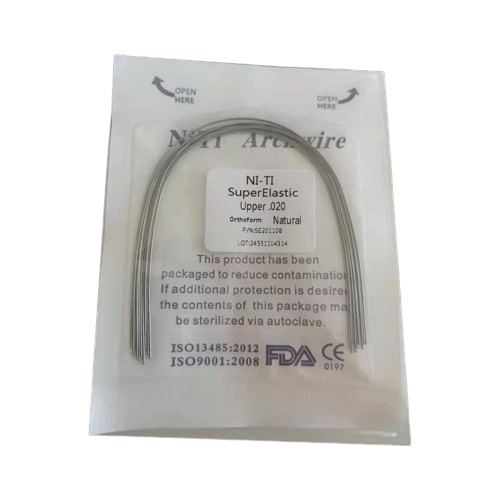 OPEN
HERE
OPEN
HERE
NiTi Archwire
NI-TI
SuperElastic
Upper .020
Orthoform Natural
P/N:SE201108
LOT:24551104314
This product has been
packaged to reduce contamination
If additional protection is desired
the contents of this package may
be sterilized via autoclave.
ISO13485:2012
ISO9001:2008
FDA CE
0197